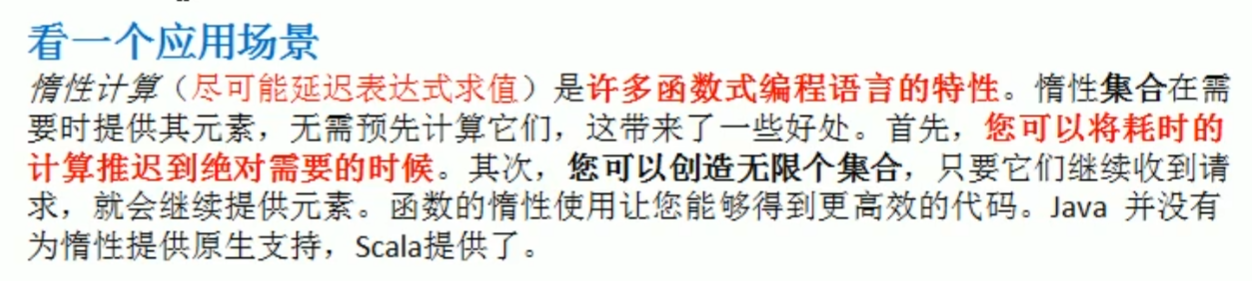 看一个应用场景
惰性计算（尽可能延迟表达式求值）是许多函数式编程语言的特性。惰性集合在需
要时提供其元素，无需预先计算它们，这带来了一些好处。首先，您可以将耗时的
计算推迟到绝对需要的时候。其次，您可以创造无限个集合，只要它们继续收到请
求，就会继续提供元素。函数的惰性使用让您能够得到更高效的代码。Java 并没有
为惰性提供原生支持，Scala提供了。